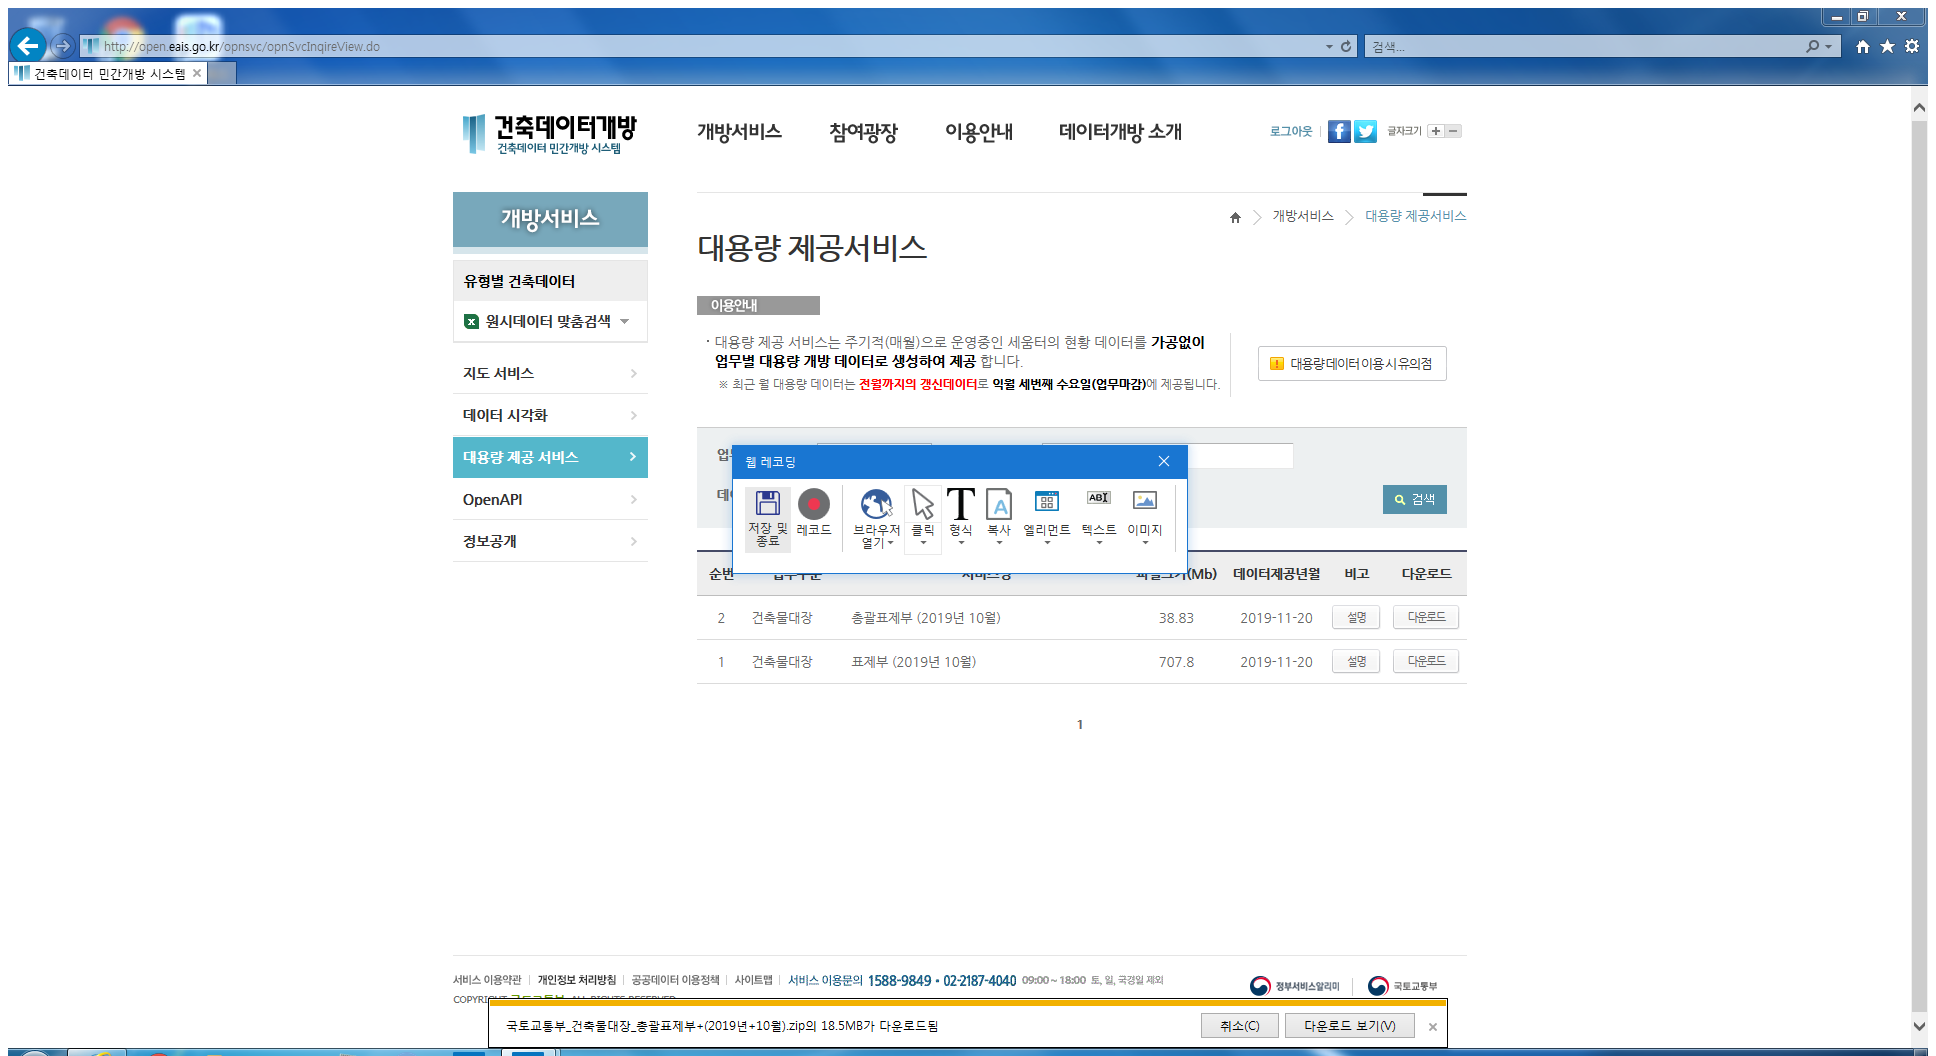 http://open.eais.go.kr/opnsvc/opnSvcInqireView.do
검색...
건축데이터 민간개방 시스템
건축데이터개방
건축데이터 민간개방 시스템
개방서비스
참여광장
이용안내
데이터개방 소개
로그아웃
글자크기
개방서비스
유형별 건축데이터
원시데이터 맞춤검색
지도 서비스
데이터 시각화
대용량 제공 서비스
OpenAPI
정보공개
개방서비스 대용량 제공서비스
대용량 제공서비스
이용안내
· 대용량 제공 서비스는 주기적(매월)으로 운영중인 세움터의 현황 데이터를 가공없이
업무별 대용량 개방 데이터로 생성하여 제공 합니다.
※ 최근 월 대용량 데이터는 전월까지의 갱신데이터로 익월 세번째 수요일(업무마감)에 제공됩니다.
대용량데이터이용시유의점
검색
웹 레코딩
저장 및 종료
레코드
브라우저 열기
클릭
형식
복사
엘리먼트
텍스트
이미지
순번 (Mb) 데이터제공년월 비고 다운로드
2 건축물대장 총괄표제부 (2019년 10월) 38.83 2019-11-20 설명 다운로드
1 건축물대장 표제부 (2019년 10월) 707.8 2019-11-20 설명 다운로드
1
서비스 이용약관 개인정보 처리방침 공공데이터 이용정책 사이트맵 서비스 이용문의 1588-9849 • 02-2187-4040 09:00 ~ 18:00 토, 일, 국경일 제외
정부서비스알리미
국토교통부
국토교통부_건축물대장_총괄표제부+(2019년+10월).zip의 18.5MB가 다운로드됨
취소(C)
다운로드 보기(V)